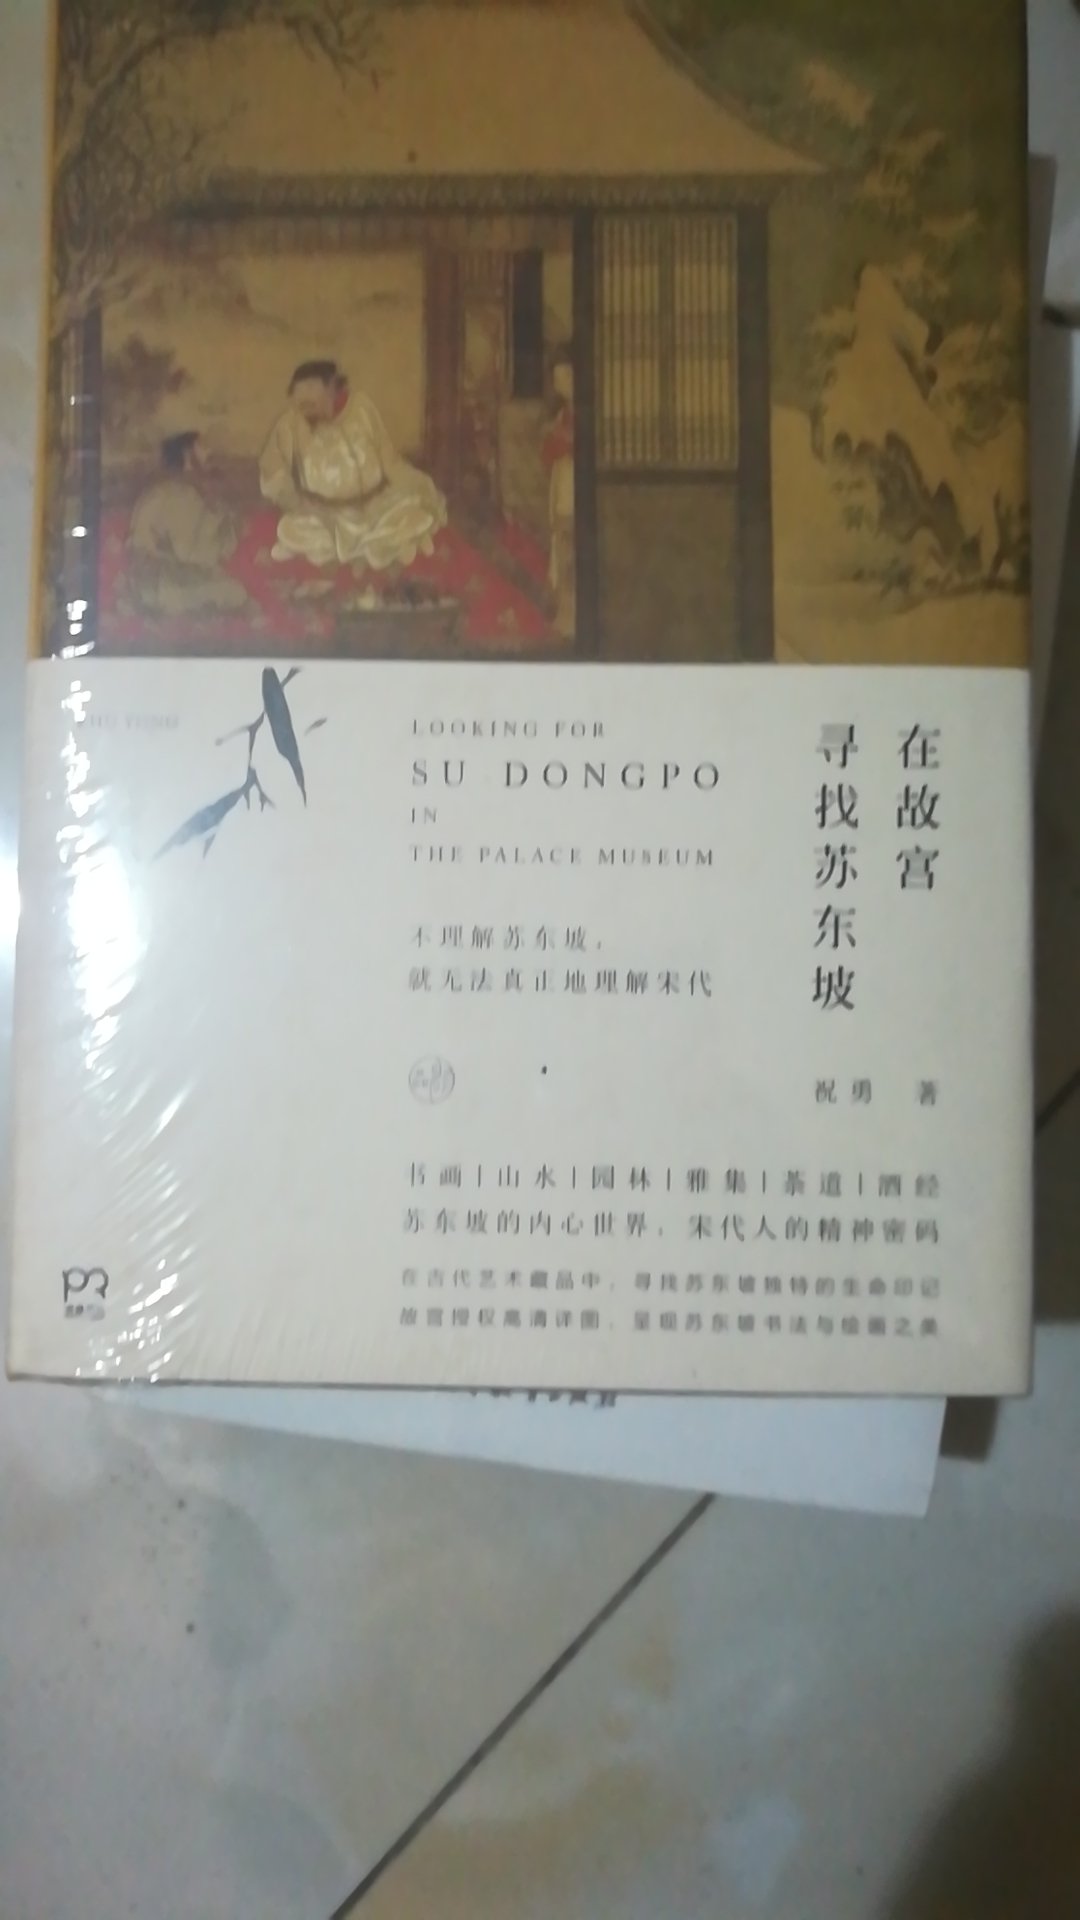 在故宫
寻找苏东坡
LOOKING FOR
SU DONGPO
IN
THE PALACE MUSEUM
不理解苏东坡，
就无法真正地理解宋代
祝勇 著
书画|山水|园林|雅集|茶道|酒经
苏东坡的内心世界，宋代人的精神密码
在古代艺术藏品中，寻找苏东坡独特的生命印记
故宫授权高清详图，呈现苏东坡书法与绘画之美
ZHU YONG